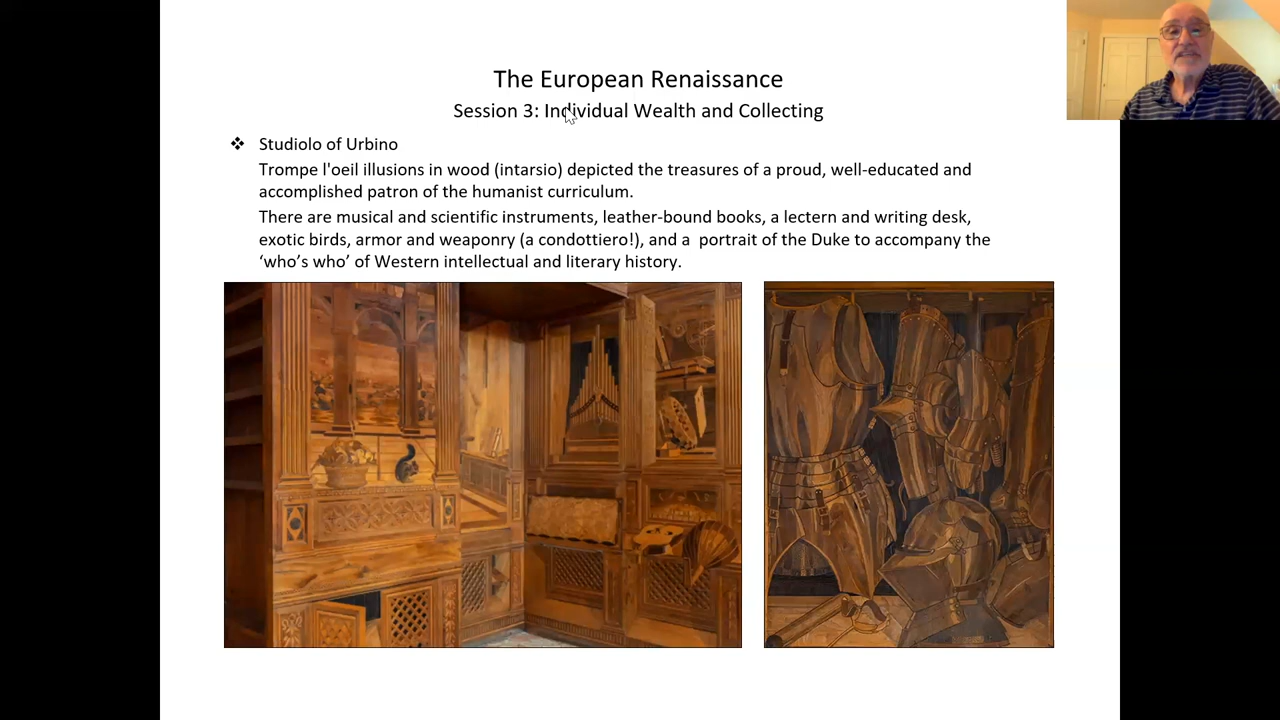 The European Renaissance
Session 3: Individual Wealth and Collecting
❖ Studiolo of Urbino
Trompe l'oeil illusions in wood (intarsio) depicted the treasures of a proud, well-educated and
accomplished patron of the humanist curriculum.
There are musical and scientific instruments, leather-bound books, a lectern and writing desk,
exotic birds, armor and weaponry (a condottiero!), and a  portrait of the Duke to accompany the
‘who’s who’ of Western intellectual and literary history.